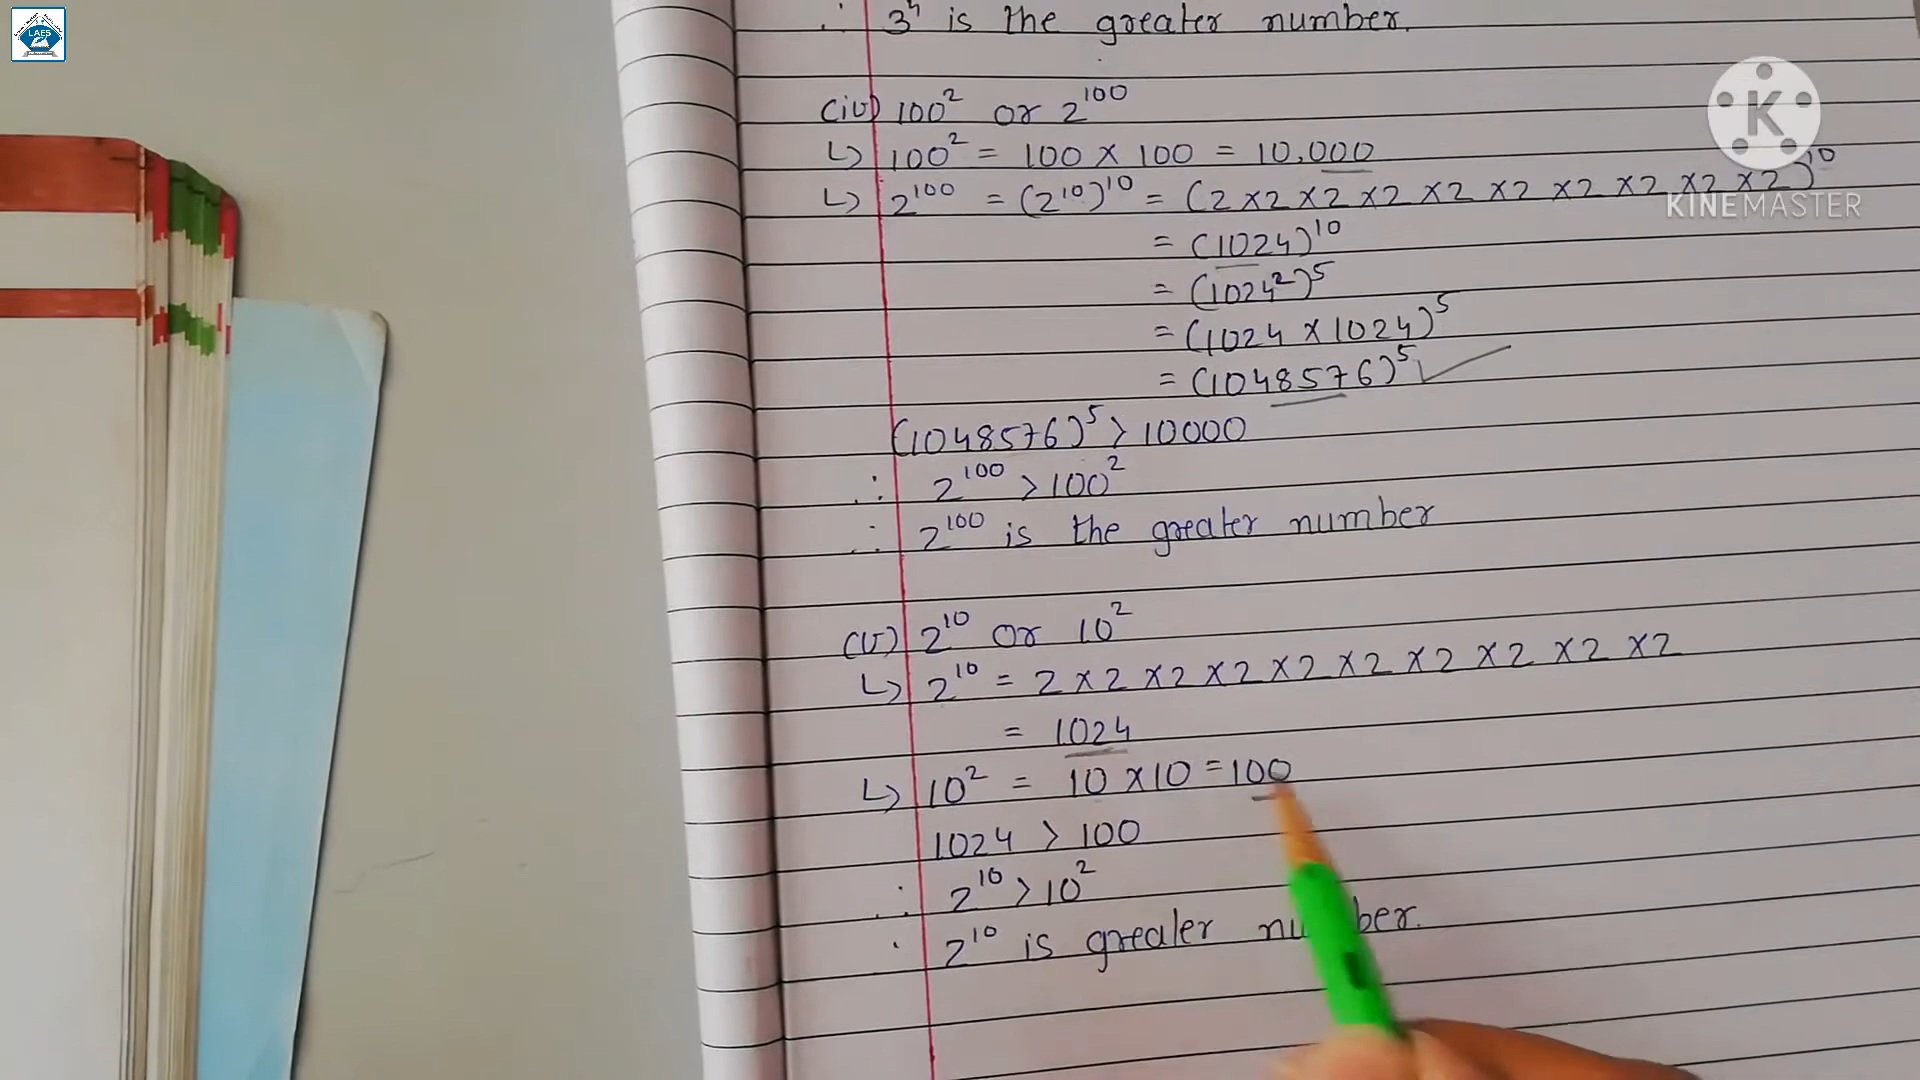 LAES
∴ 3⁴ is the greater number.
(iv) 100² or 2¹⁰⁰
↳ 100² = 100 × 100 = 10,000
↳ 2¹⁰⁰ = (2¹⁰)¹⁰ = (2 × 2 × 2 × 2 × 2 × 2 × 2 × 2 × 2 × 2)¹⁰
K
KINEMASTER
= (1024)¹⁰
= (1024²)⁵
= (1024 × 1024)⁵
= (1048576)⁵ ✓
(1048576)⁵ > 10000
∴ 2¹⁰⁰ > 100²
∴ 2¹⁰⁰ is the greater number
(v) 2¹⁰ or 10²
↳ 2¹⁰ = 2 × 2 × 2 × 2 × 2 × 2 × 2 × 2 × 2 × 2
= 1024
↳ 10² = 10 × 10 = 100
1024 > 100
∴ 2¹⁰ > 10²
∴ 2¹⁰ is greater number.